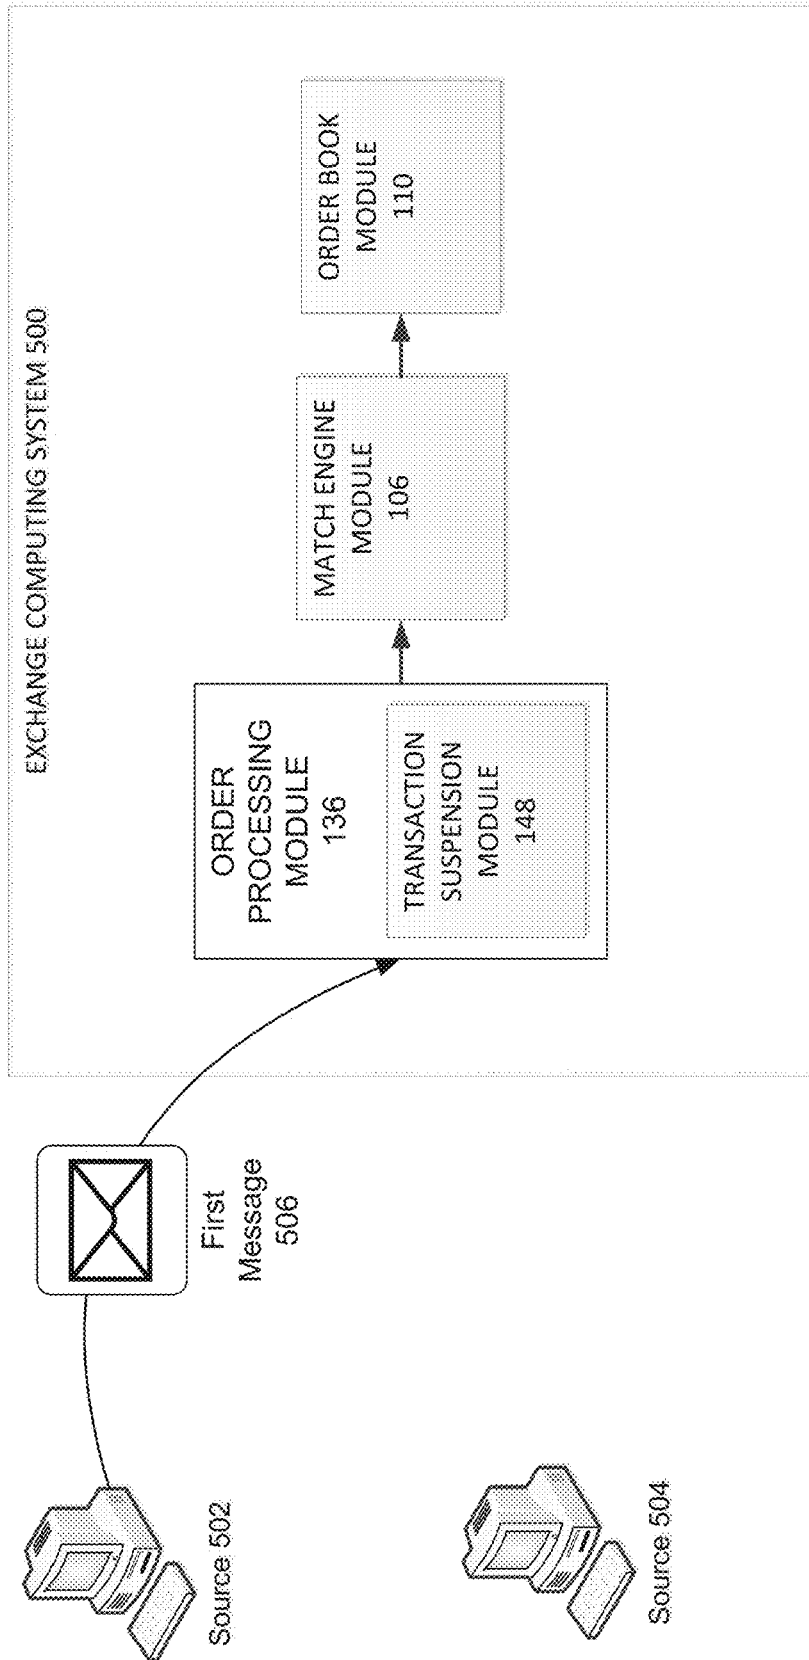 EXCHANGE COMPUTING SYSTEM 500
Source 502
First
Message
506
ORDER
PROCESSING
MODULE
136
TRANSACTION
SUSPENSION
MODULE
148
MATCH ENGINE
MODULE
106
ORDER BOOK
MODULE
110
Source 504